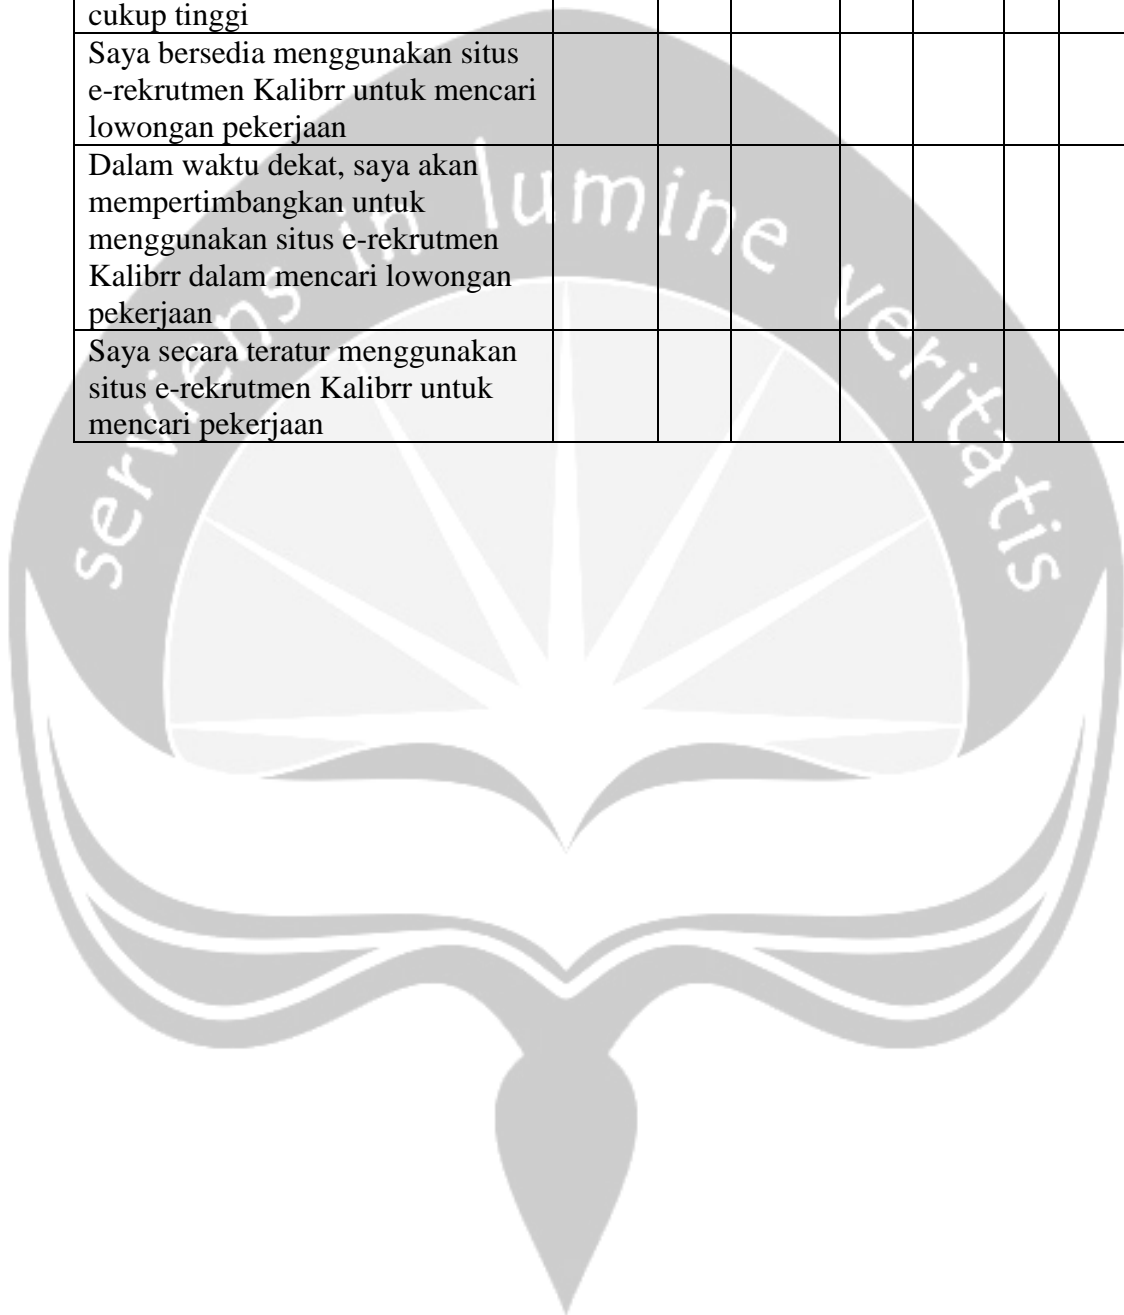 cukup tinggi
Saya bersedia menggunakan situs
e-rekrutmen Kalibrr untuk mencari
lowongan pekerjaan
Dalam waktu dekat, saya akan
mempertimbangkan untuk
menggunakan situs e-rekrutmen
Kalibrr dalam mencari lowongan
pekerjaan
Saya secara teratur menggunakan
situs e-rekrutmen Kalibrr untuk
mencari pekerjaan
serviens in lumine veritatis